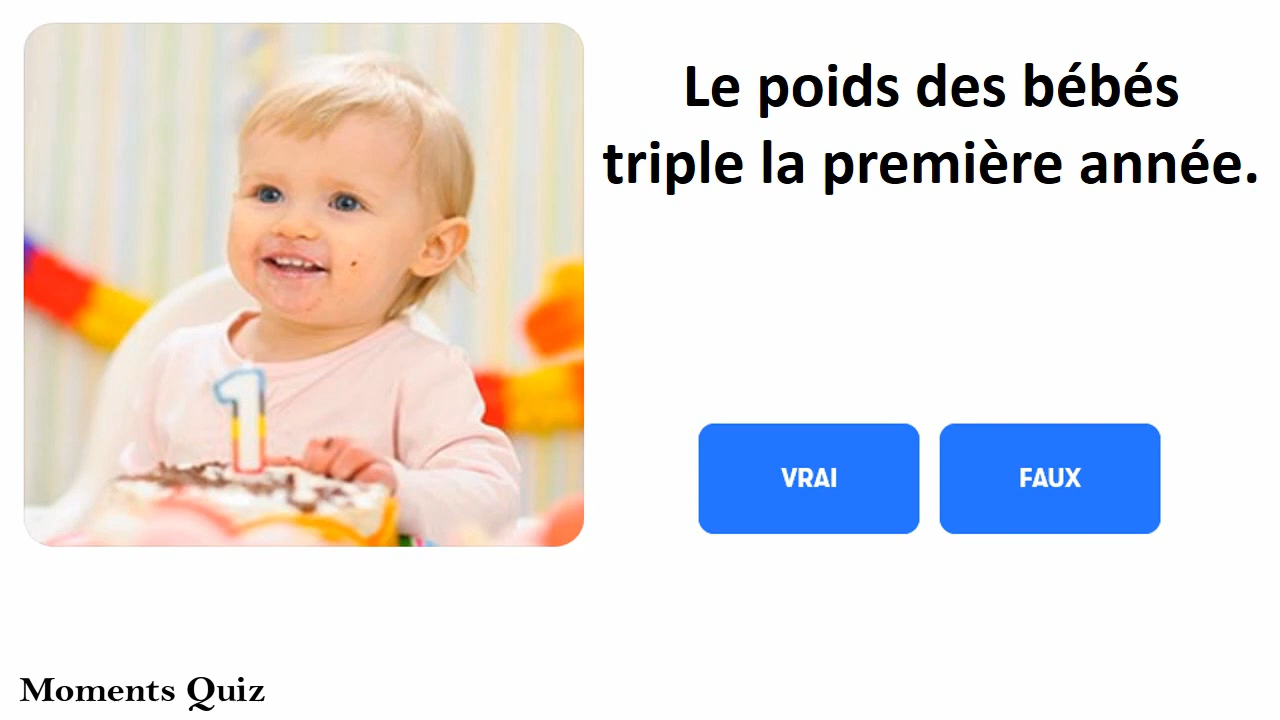 Le poids des bébés
triple la première année.
1
VRAI
FAUX
Moments Quiz